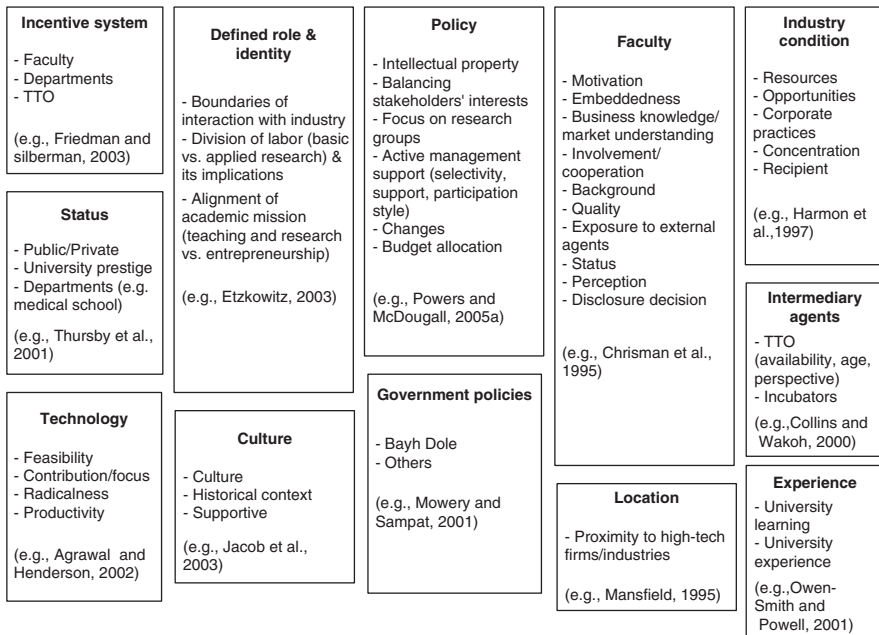 Incentive system
- Faculty
- Departments
- TTO
(e.g., Friedman and
silberman, 2003)
Status
- Public/Private
- University prestige
- Departments (e.g.
medical school)
(e.g., Thursby et al.,
2001)
Technology
- Feasibility
- Contribution/focus
- Radicalness
- Productivity
(e.g., Agrawal and
Henderson, 2002)
Defined role &
identity
- Boundaries of
interaction with industry
- Division of labor (basic
vs. applied research) &
its implications
- Alignment of
academic mission
(teaching and research
vs. entrepreneurship)
(e.g., Etzkowitz, 2003)
Culture
- Culture
- Historical context
- Supportive
(e.g., Jacob et al.,
2003)
Policy
- Intellectual property
- Balancing
stakeholders' interests
- Focus on research
groups
- Active management
support (selectivity,
support, participation
style)
- Changes
- Budget allocation
(e.g., Powers and
McDougall, 2005a)
Government policies
- Bayh Dole
- Others
(e.g., Mowery and
Sampat, 2001)
Faculty
- Motivation
- Embeddedness
- Business knowledge/
market understanding
- Involvement/
cooperation
- Background
- Quality
- Exposure to external
agents
- Status
- Perception
- Disclosure decision
(e.g., Chrisman et al.,
1995)
Location
- Proximity to high-tech
firms/industries
(e.g., Mansfield, 1995)
Industry
condition
- Resources
- Opportunities
- Corporate
practices
- Concentration
- Recipient
(e.g., Harmon et
al.,1997)
Intermediary
agents
- TTO
(availability, age,
perspective)
- Incubators
(e.g.,Collins and
Wakoh, 2000)
Experience
- University
learning
- University
experience
(e.g.,Owen-
Smith and
Powell, 2001)